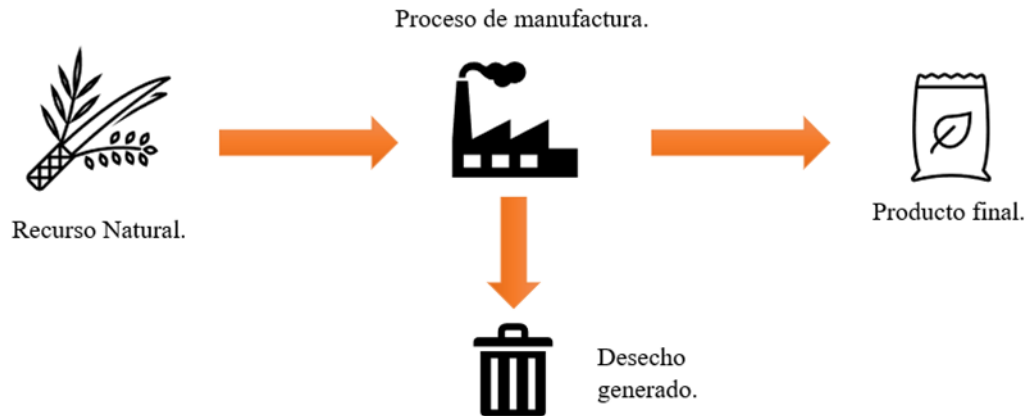 Proceso de manufactura.
Recurso Natural.
Producto final.
Desecho
generado.